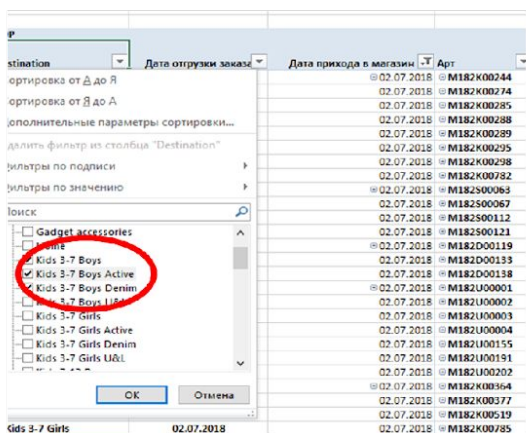 stination Дата отгрузки заказа Дата прихода в магазин Арт
ортировка от А до Я 02.07.2018 M182K00244
02.07.2018 M182K00274
ортировка от Я до А 02.07.2018 M182K00285
ополнительные параметры сортировки... 02.07.2018 M182K00288
02.07.2018 M182K00289
далить фильтр из столбца "Destination" 02.07.2018 M182K00295
ильтры по подписи 02.07.2018 M182K00298
02.07.2018 M182K00782
ильтры по значению 02.07.2018 M182S00063
02.07.2018 M182S00067
Поиск 02.07.2018 M182S00112
Gadget accessories 02.07.2018 M182S00121
02.07.2018 M182D00119
Kids 3-7 Boys 02.07.2018 M182D00133
Kids 3-7 Boys Active 02.07.2018 M182D00138
Kids 3-7 Boys Denim 02.07.2018 M182U00001
Kids 3-7 Boys U&L 02.07.2018 M182U00002
Kids 3-7 Girls 02.07.2018 M182U00003
Kids 3-7 Girls Active 02.07.2018 M182U00004
Kids 3-7 Girls Denim 02.07.2018 M182U00155
Kids 3-7 Girls U&L 02.07.2018 M182U00191
02.07.2018 M182U00202
02.07.2018 M182K00364
ОК Отмена 02.07.2018 M182K00377
02.07.2018 M182K00519
Kids 3-7 Girls 02.07.2018 02.07.2018 M182K00785